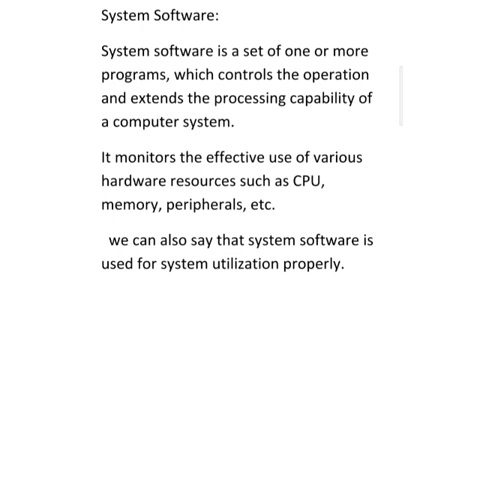 System Software:
System software is a set of one or more
programs, which controls the operation
and extends the processing capability of
a computer system.
It monitors the effective use of various
hardware resources such as CPU,
memory, peripherals, etc.
we can also say that system software is
used for system utilization properly.